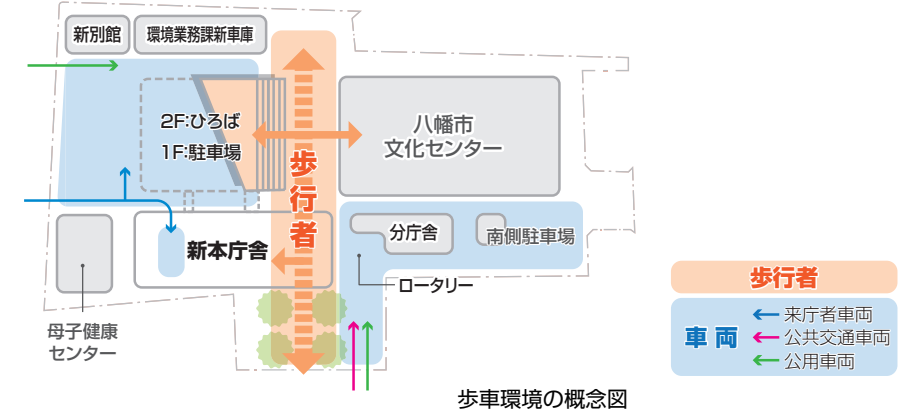 新別館
環境業務課新車庫
2F:ひろば
1F:駐車場
八幡市
文化センター
歩行者
新本庁舎
分庁舎
南側駐車場
ロータリー
母子健康
センター
歩行者
車両
来庁者車両
公共交通車両
公用車両
歩車環境の概念図